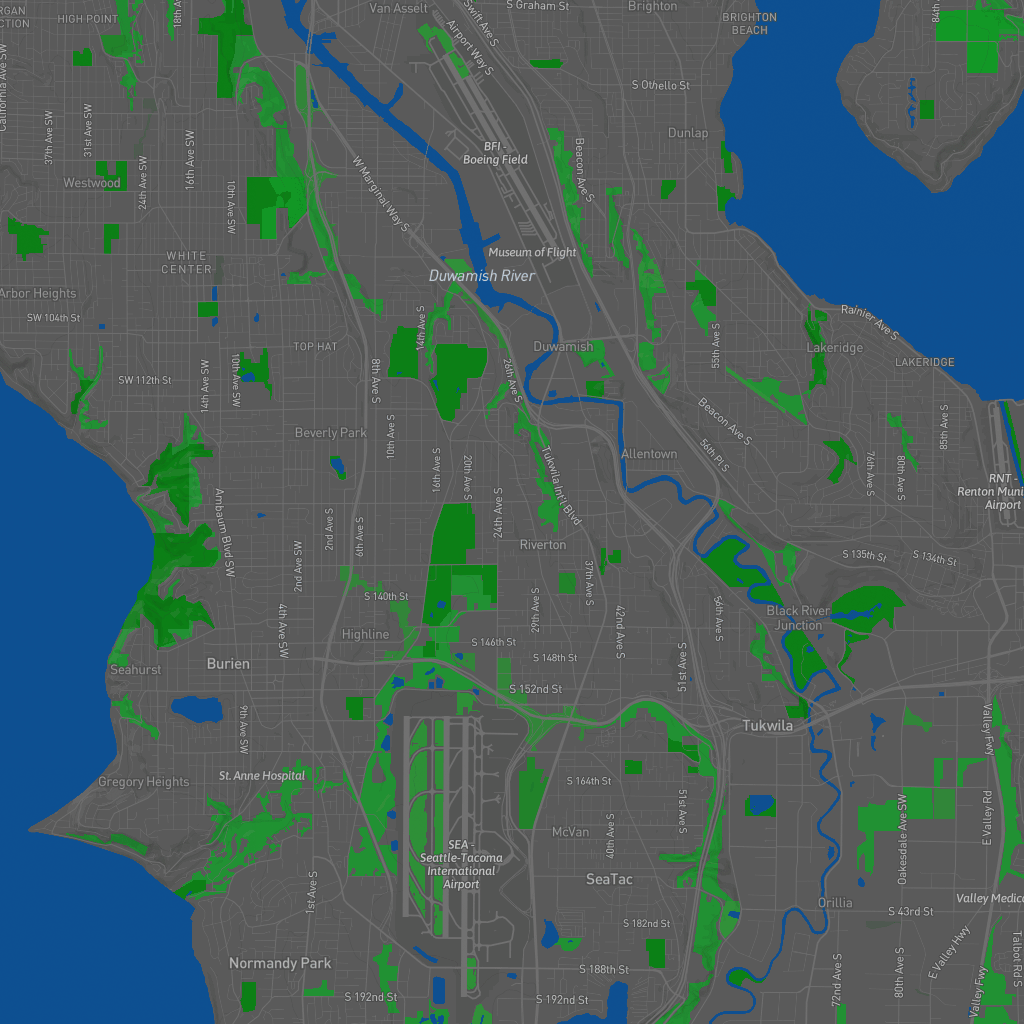 Van Asselt
S Graham St
Brighton
BRIGHTON
BEACH
HIGH POINT
18th A
84th
Swift Ave S
Airport Way S
California Ave SW
S Othello St
37th Ave SW
31st Ave SW
24th Ave SW
16th Ave SW
10th Ave SW
Westwood
W Marginal Way S
BFI -
Boeing Field
Beacon Ave S
Dunlap
WHITE
CENTER
Museum of Flight
Duwamish River
Arbor Heights
SW 104th St
TOP HAT
14th Ave S
Duwamish
55th Ave S
Rainier Ave S
Lakeridge
LAKERIDGE
SW 112th St
14th Ave SW
10th Ave SW
8th Ave S
26th Ave S
Beacon Ave S
56th Pl S
85th Ave S
Beverly Park
10th Ave S
16th Ave S
20th Ave S
24th Ave S
Tukwila Int'l Blvd
Allentown
76th Ave S
80th Ave S
RNT -
Renton Muni
Airport
Ambaum Blvd SW
2nd Ave S
6th Ave S
2nd Ave SW
Riverton
37th Ave S
S 135th St
S 134th St
S 140th St
29th Ave S
42nd Ave S
56th Ave S
Black River
Junction
4th Ave SW
Highline
S 146th St
S 148th St
51st Ave S
Burien
Seahurst
S 152nd St
9th Ave SW
Tukwila
Valley Fwy
Gregory Heights
St. Anne Hospital
S 164th St
51st Ave S
McVan
40th Ave S
Oakesdale Ave SW
E Valley Rd
SEA -
Seattle-Tacoma
International
Airport
SeaTac
1st Ave S
Orillia
S 43rd St
Valley Medica
S 182nd St
Normandy Park
S 188th St
E Valley Hwy
Talbot Rd S
72nd Ave S
80th Ave S
Valley Fwy
S 192nd St
S 192nd St